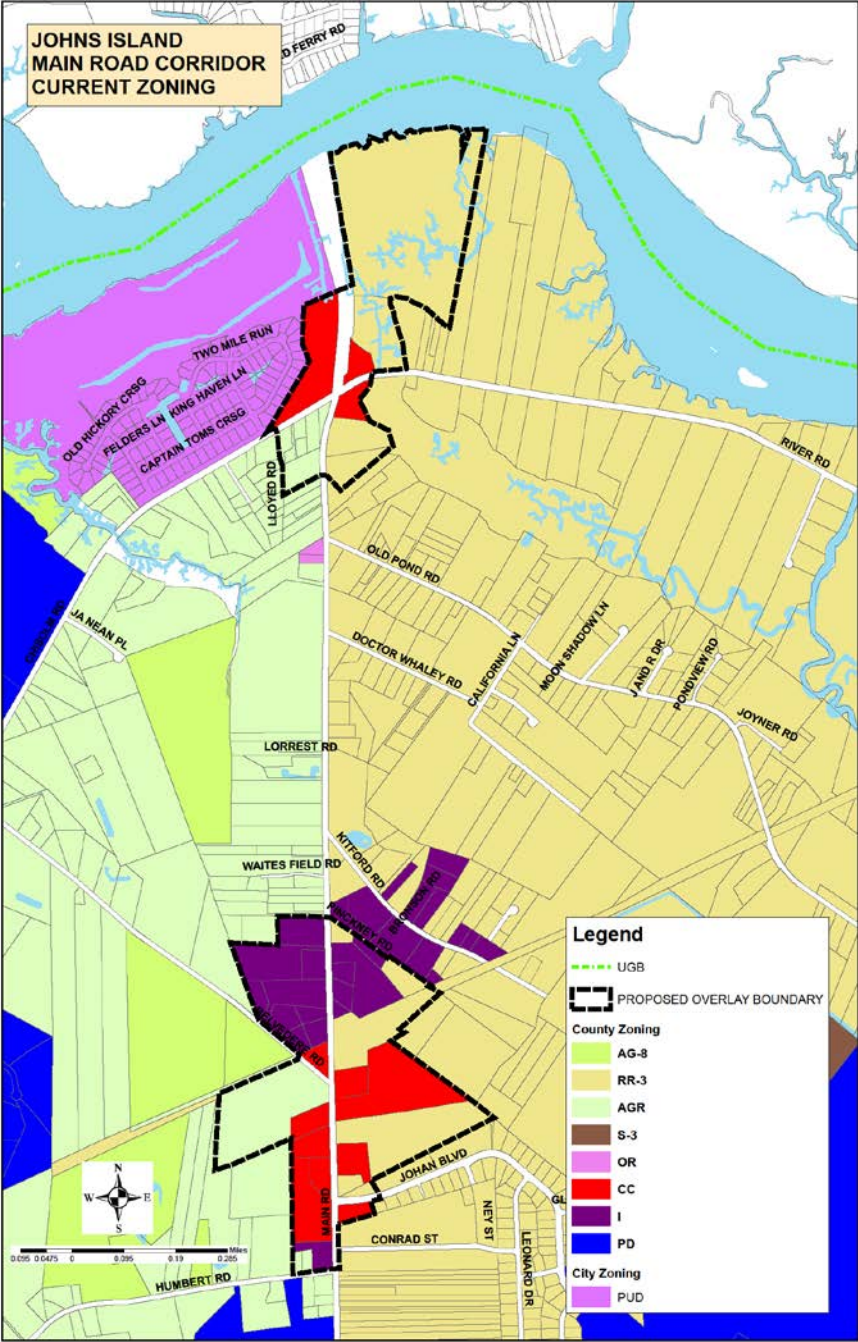 JOHNS ISLAND
MAIN ROAD CORRIDOR
CURRENT ZONING
D FERRY RD
TWO MILE RUN
OLD HICKORY CRSG
FELDERS LN
KING HAVEN LN
CAPTAIN TOMS CRSG
LLOYED RD
RIVER RD
OLD POND RD
JA NEAN PL
DOCTOR WHALEY RD
CALIFORNIA LN
MOON SHADOW LN
J AND R DR
PONDVIEW RD
JOYNER RD
LORREST RD
KITFORD RD
WAITES FIELD RD
BRONSON RD
PINCKNEY RD
JOHAN BLVD
MAIN RD
NEY ST
GL
CONRAD ST
LEONARD DR
HUMBERT RD
N
W E
S
Miles
0.095 0.0475 0 0.095 0.19 0.285
Legend
UGB
PROPOSED OVERLAY BOUNDARY
County Zoning
AG-8
RR-3
AGR
S-3
OR
CC
I
PD
City Zoning
PUD